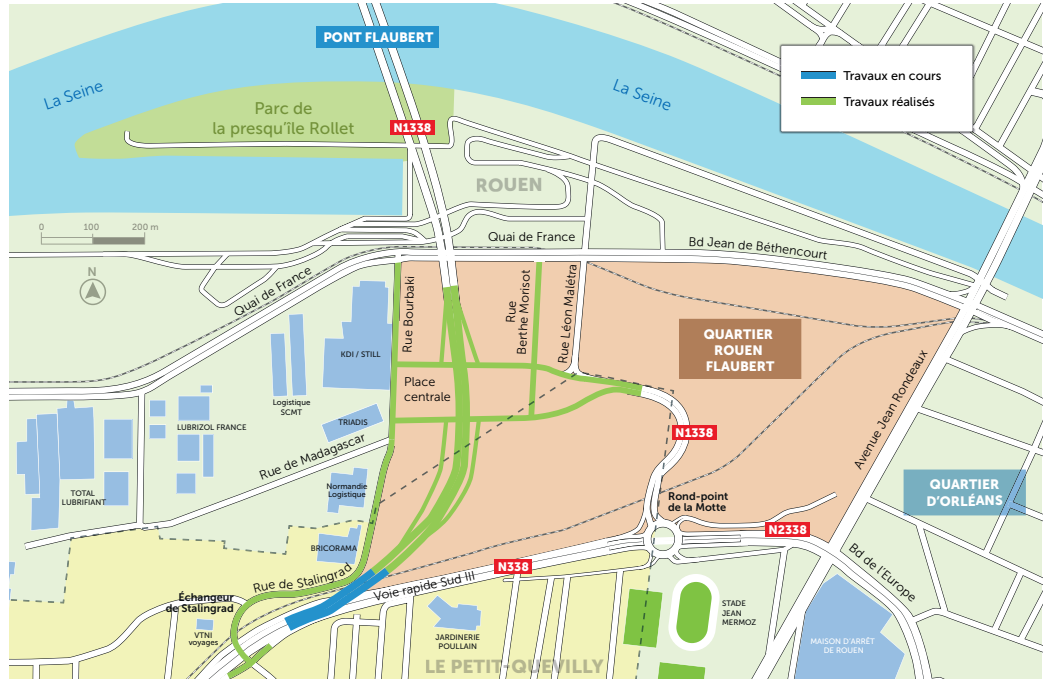 PONT FLAUBERT
La Seine
La Seine
Travaux en cours
Travaux réalisés
Parc de
la presqu'île Rollet
N1338
ROUEN
0 100 200 m
N
Quai de France
Bd Jean de Béthencourt
Quai de France
Rue Bourbaki
Rue
Berthe Morisot
Rue Léon Malétra
QUARTIER
ROUEN
FLAUBERT
KDI / STILL
Place
centrale
Logistique
SCMT
TRIADIS
LUBRIZOL FRANCE
Rue de Madagascar
N1338
Avenue Jean Rondeaux
TOTAL
LUBRIFIANT
Normandie
Logistique
Rond-point
de la Motte
QUARTIER
D'ORLÉANS
N2338
BRICORAMA
N338
Bd de l'Europe
Rue de Stalingrad
Voie rapide Sud III
Échangeur
de Stalingrad
VTNI
voyages
JARDINERIE
POULLAIN
STADE
JEAN
MERMOZ
MAISON D'ARRÊT
DE ROUEN
LE PETIT-QUEVILLY